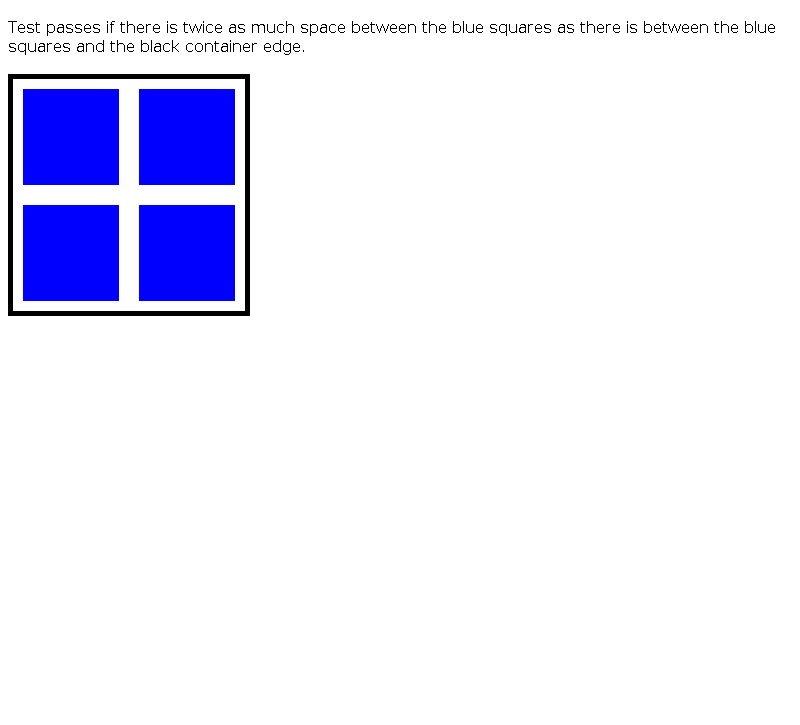 Test passes if there is twice as much space between the blue squares as there is between the blue
squares and the black container edge.